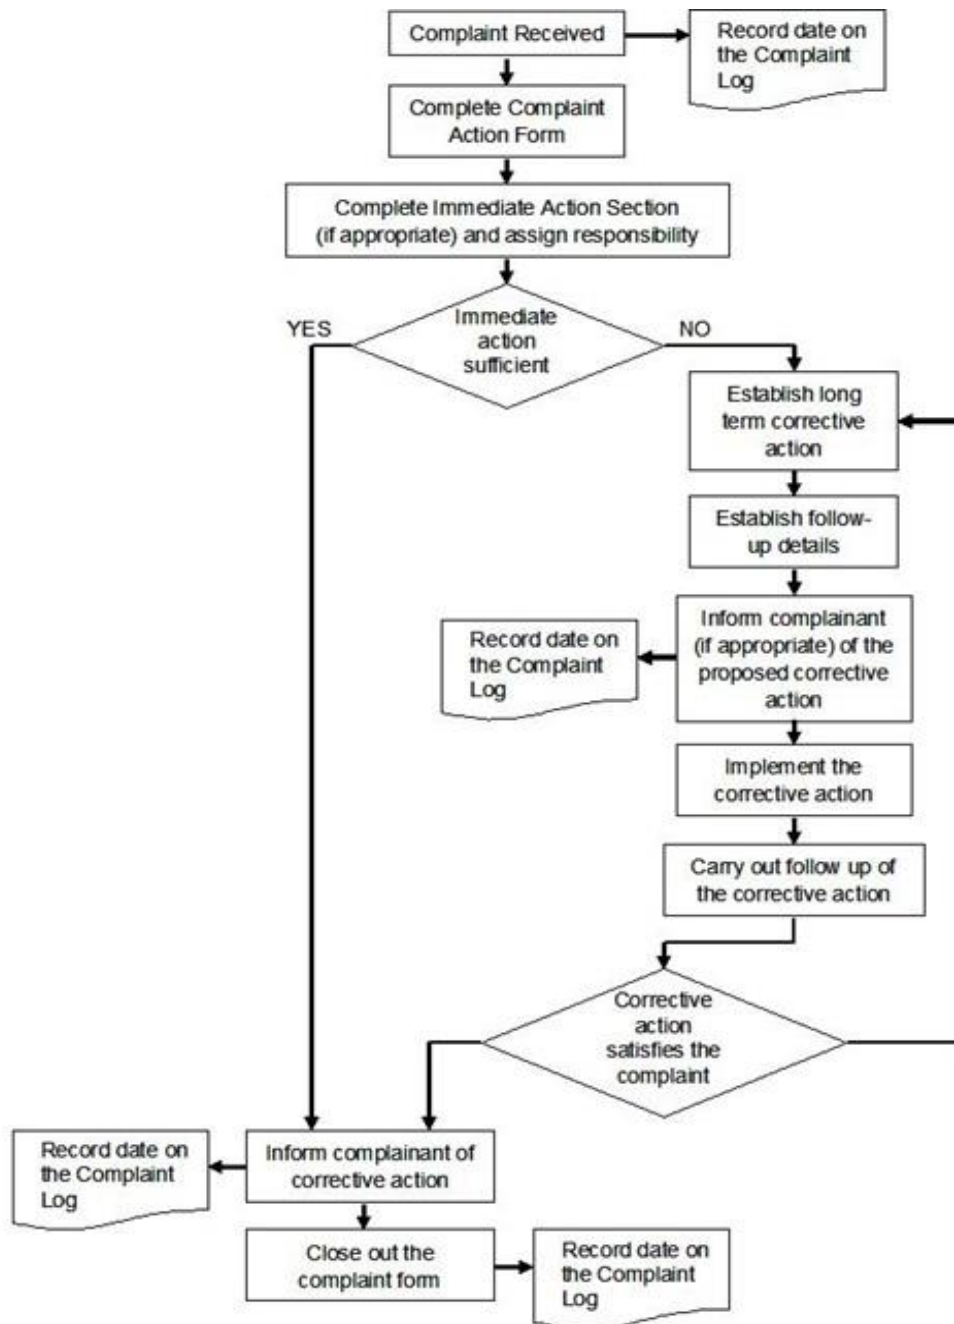 Complaint Received
Record date on
the Complaint
Log
Complete Complaint
Action Form
Complete Immediate Action Section
(if appropriate) and assign responsibility
YES
Immediate
action
sufficient
NO
Establish long
term corrective
action
Establish follow-
up details
Inform complainant
(if appropriate) of the
proposed corrective
action
Record date on
the Complaint
Log
Implement the
corrective action
Carry out follow up of
the corrective action
Corrective
action
satisfies the
complaint
Record date on
the Complaint
Log
Inform complainant of
corrective action
Close out the
complaint form
Record date on
the Complaint
Log